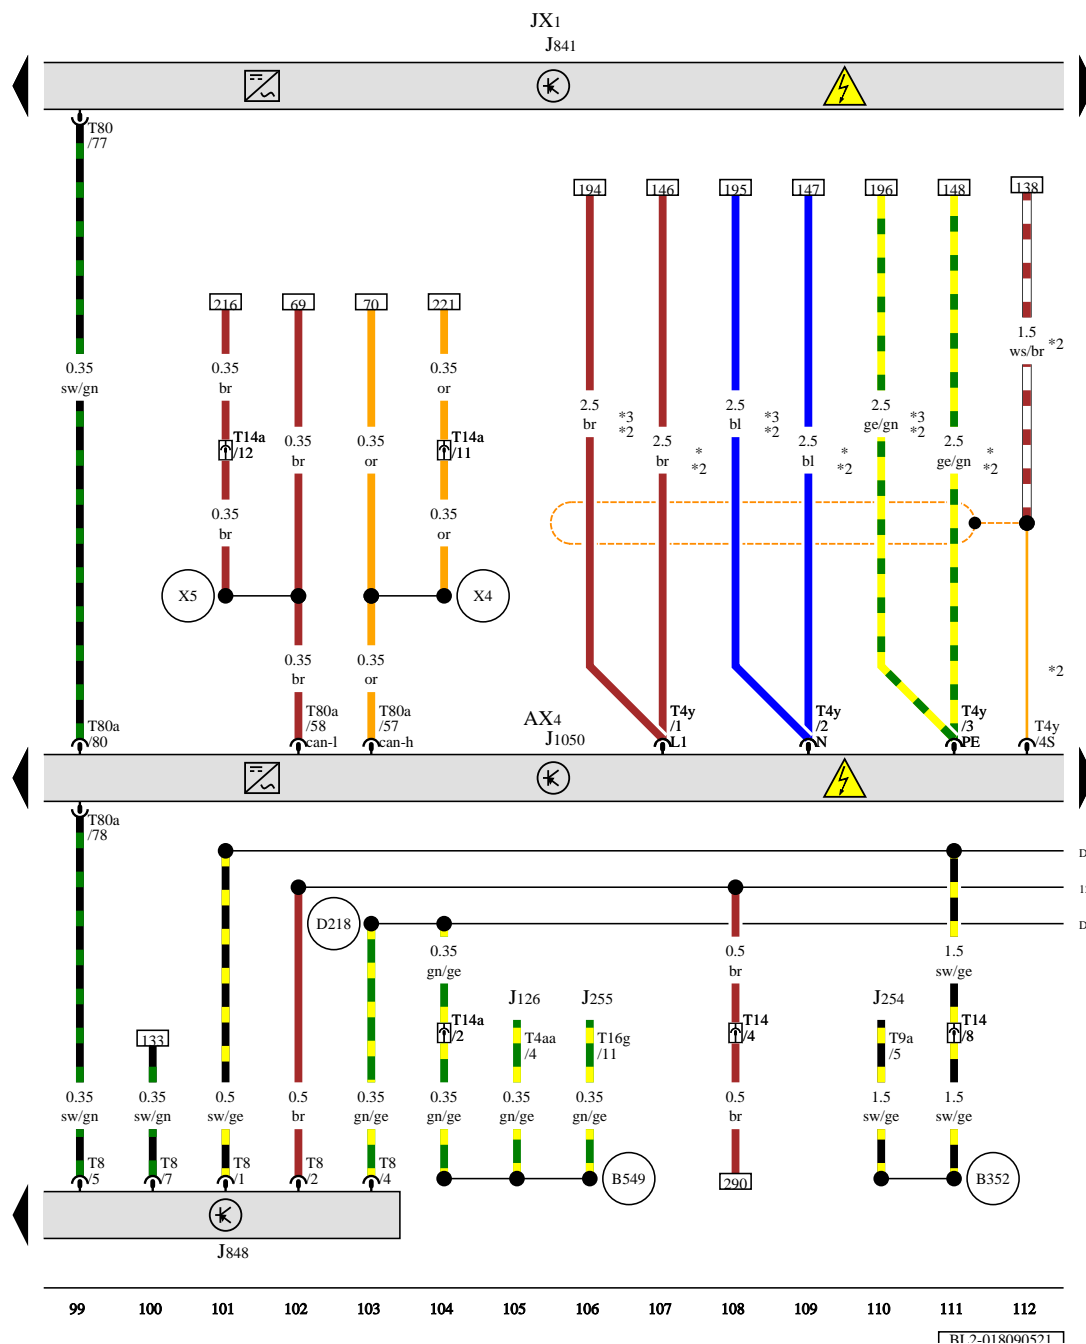 JX1
J841
T80
/77
194
146
195
147
196
148
138
216
69
70
221
1.5
ws/br
*2
0.35
sw/gn
0.35
br
0.35
or
2.5
br
*3
*2
2.5
bl
*3
*2
2.5
ge/gn
*3
*2
T14a
/12
0.35
br
0.35
or
T14a
/11
2.5
br
*
*2
2.5
bl
*
*2
2.5
ge/gn
*
*2
0.35
br
0.35
or
X5
X4
0.35
br
0.35
or
*2
T80a
/80
T80a
/58
can-l
T80a
/57
can-h
AX4
J1050
T4y
/1
L1
T4y
/2
N
T4y
/3
PE
T4y
/4S
T80a
/78
D
1
D218
D
0.35
gn/ge
0.5
br
1.5
sw/ge
J126
J255
J254
133
T14a
/2
T4aa
/4
T16g
/11
T14
/4
T9a
/5
T14
/8
0.35
sw/gn
0.35
sw/gn
0.5
sw/ge
0.5
br
0.35
gn/ge
0.35
gn/ge
0.35
gn/ge
0.35
gn/ge
0.5
br
1.5
sw/ge
1.5
sw/ge
T8
/5
T8
/7
T8
/1
T8
/2
T8
/4
B549
290
B352
J848
99 100 101 102 103 104 105 106 107 108 109 110 111 112
BL2-018090521